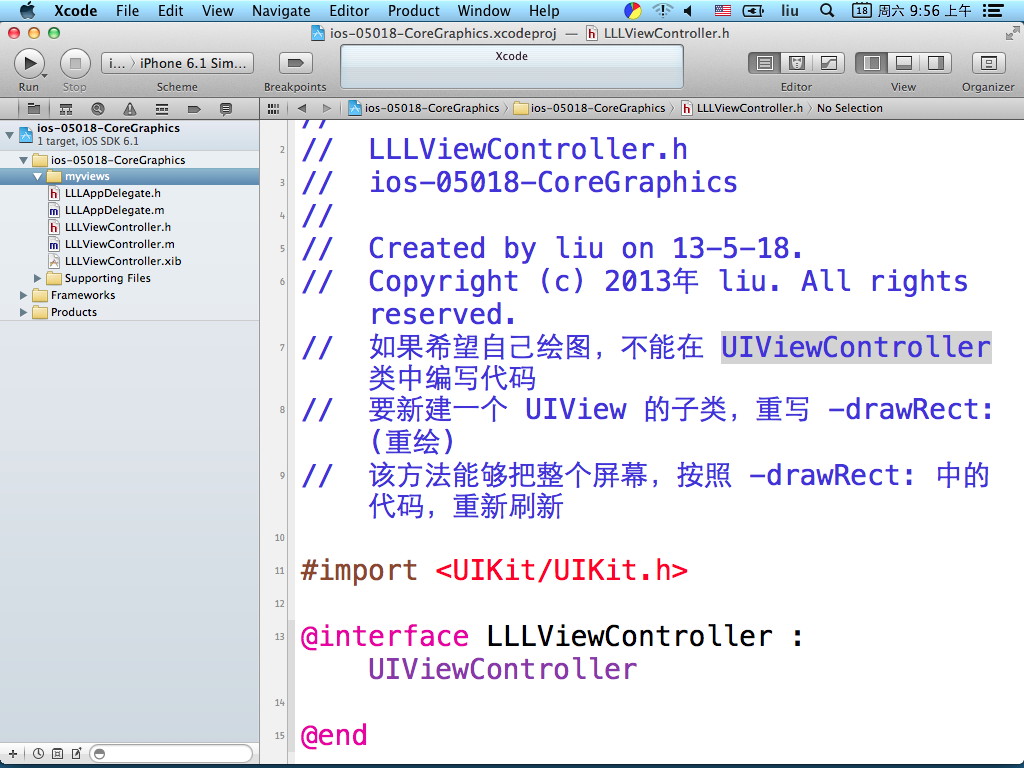 Xcode File Edit View Navigate Editor Product Window Help liu 18 周六 9:56 上午
ios-05018-CoreGraphics.xcodeproj — h LLLViewController.h
i... 〉 iPhone 6.1 Sim...
Xcode
Run Stop Scheme Breakpoints Editor View Organizer
ios-05018-CoreGraphics 〉 ios-05018-CoreGraphics 〉 h LLLViewController.h 〉 No Selection
ios-05018-CoreGraphics
1 target, iOS SDK 6.1
ios-05018-CoreGraphics
myviews
h LLLAppDelegate.h
m LLLAppDelegate.m
h LLLViewController.h
m LLLViewController.m
LLLViewController.xib
Supporting Files
Frameworks
Products
//
2 // LLLViewController.h
3 // ios-05018-CoreGraphics
4 //
5 // Created by liu on 13-5-18.
6 // Copyright (c) 2013年 liu. All rights
reserved.
7 // 如果希望自己绘图，不能在 UIViewController
类中编写代码
8 // 要新建一个 UIView 的子类，重写 -drawRect:
(重绘)
9 // 该方法能够把整个屏幕，按照 -drawRect: 中的
代码，重新刷新
10
11 #import <UIKit/UIKit.h>
12
13 @interface LLLViewController :
UIViewController
14
15 @end